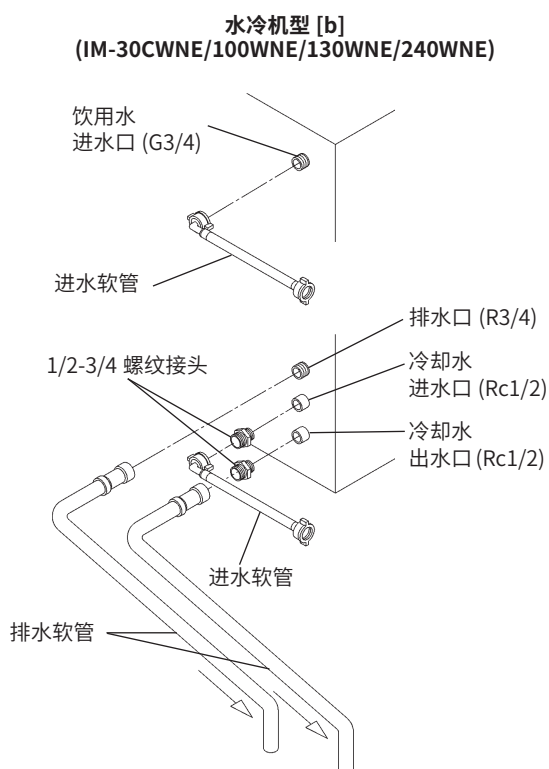 水冷机型 [b]
(IM-30CWNE/100WNE/130WNE/240WNE)
饮用水
进水口 (G3/4)
进水软管
排水口 (R3/4)
1/2-3/4 螺纹接头
冷却水
进水口 (Rc1/2)
冷却水
出水口 (Rc1/2)
进水软管
排水软管